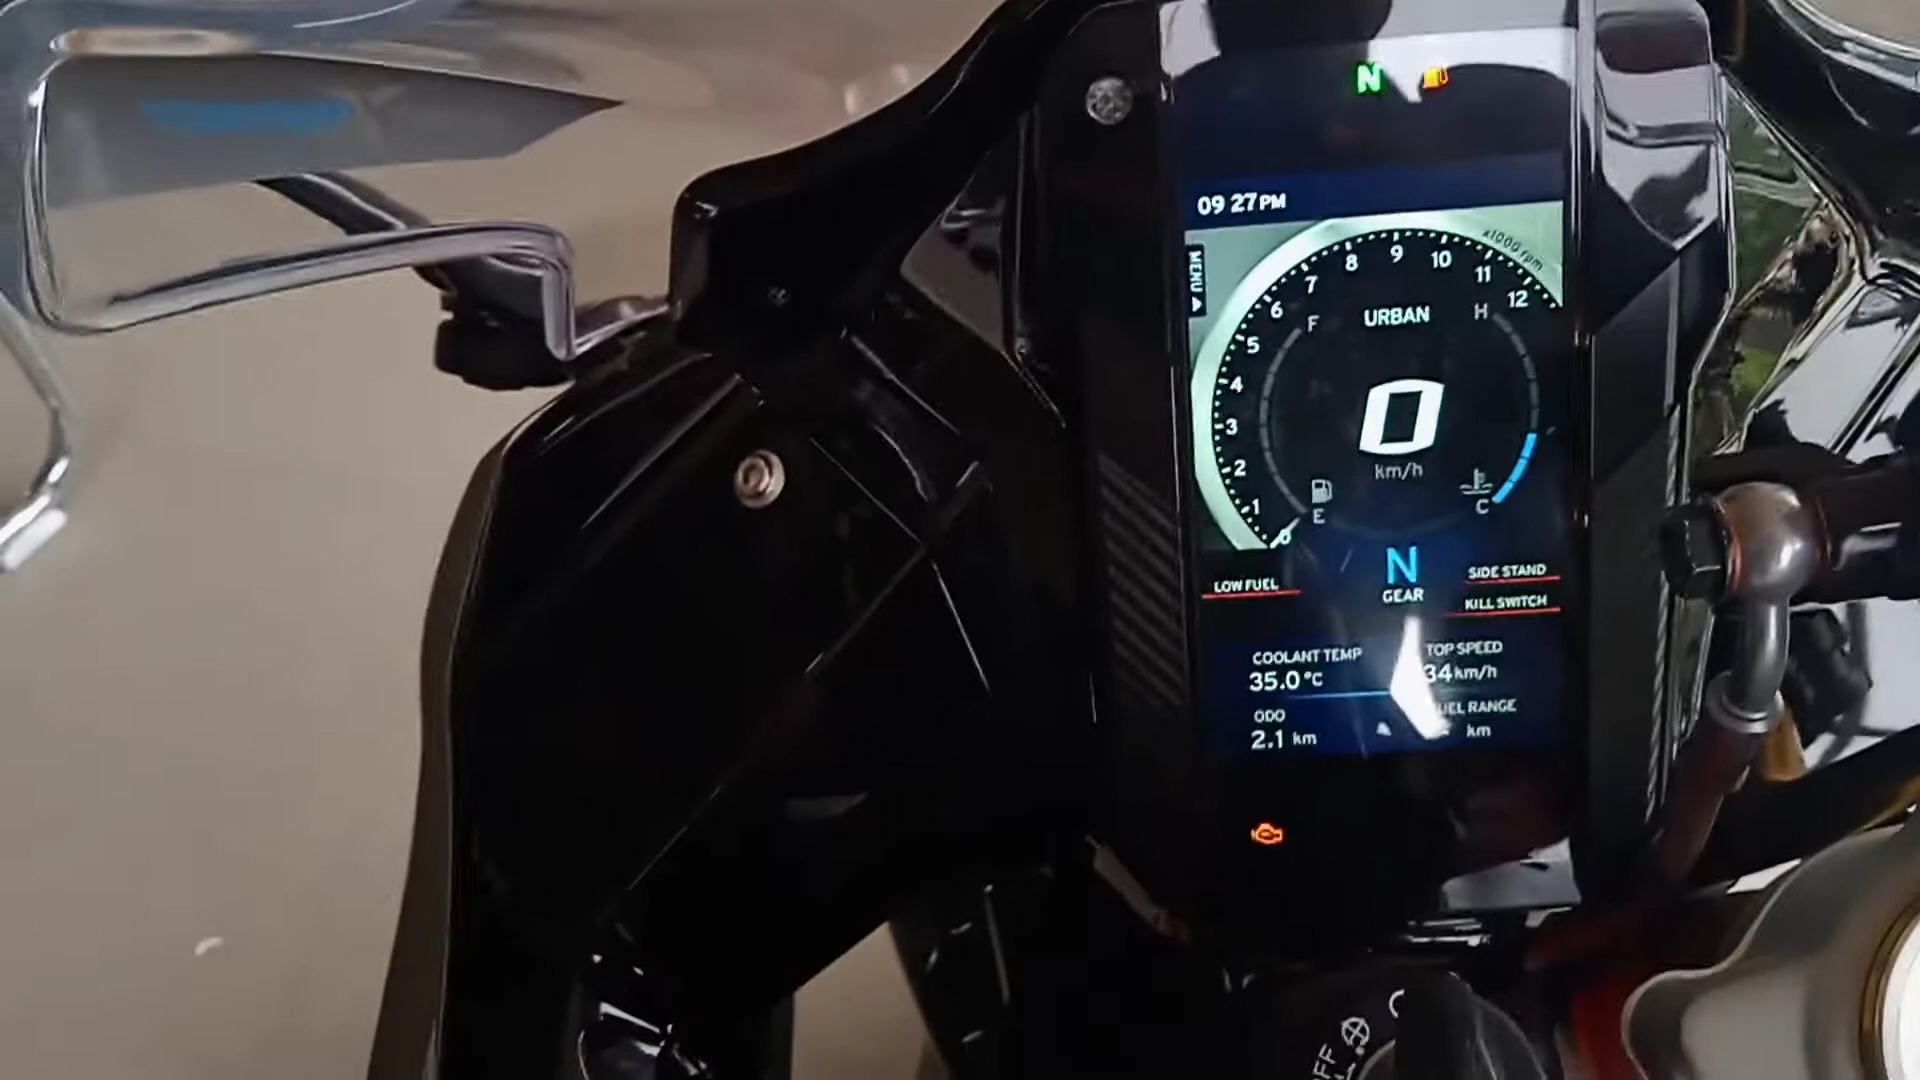 N
09 27 PM
MENU
x1000 rpm
0 1 2 3 4 5 6 7 8 9 10 11 12
F URBAN H
0
km/h
E C
N
GEAR
LOW FUEL
SIDE STAND
KILL SWITCH
COOLANT TEMP
35.0 °C
TOP SPEED
34 km/h
ODO
2.1 km
RANGE
km